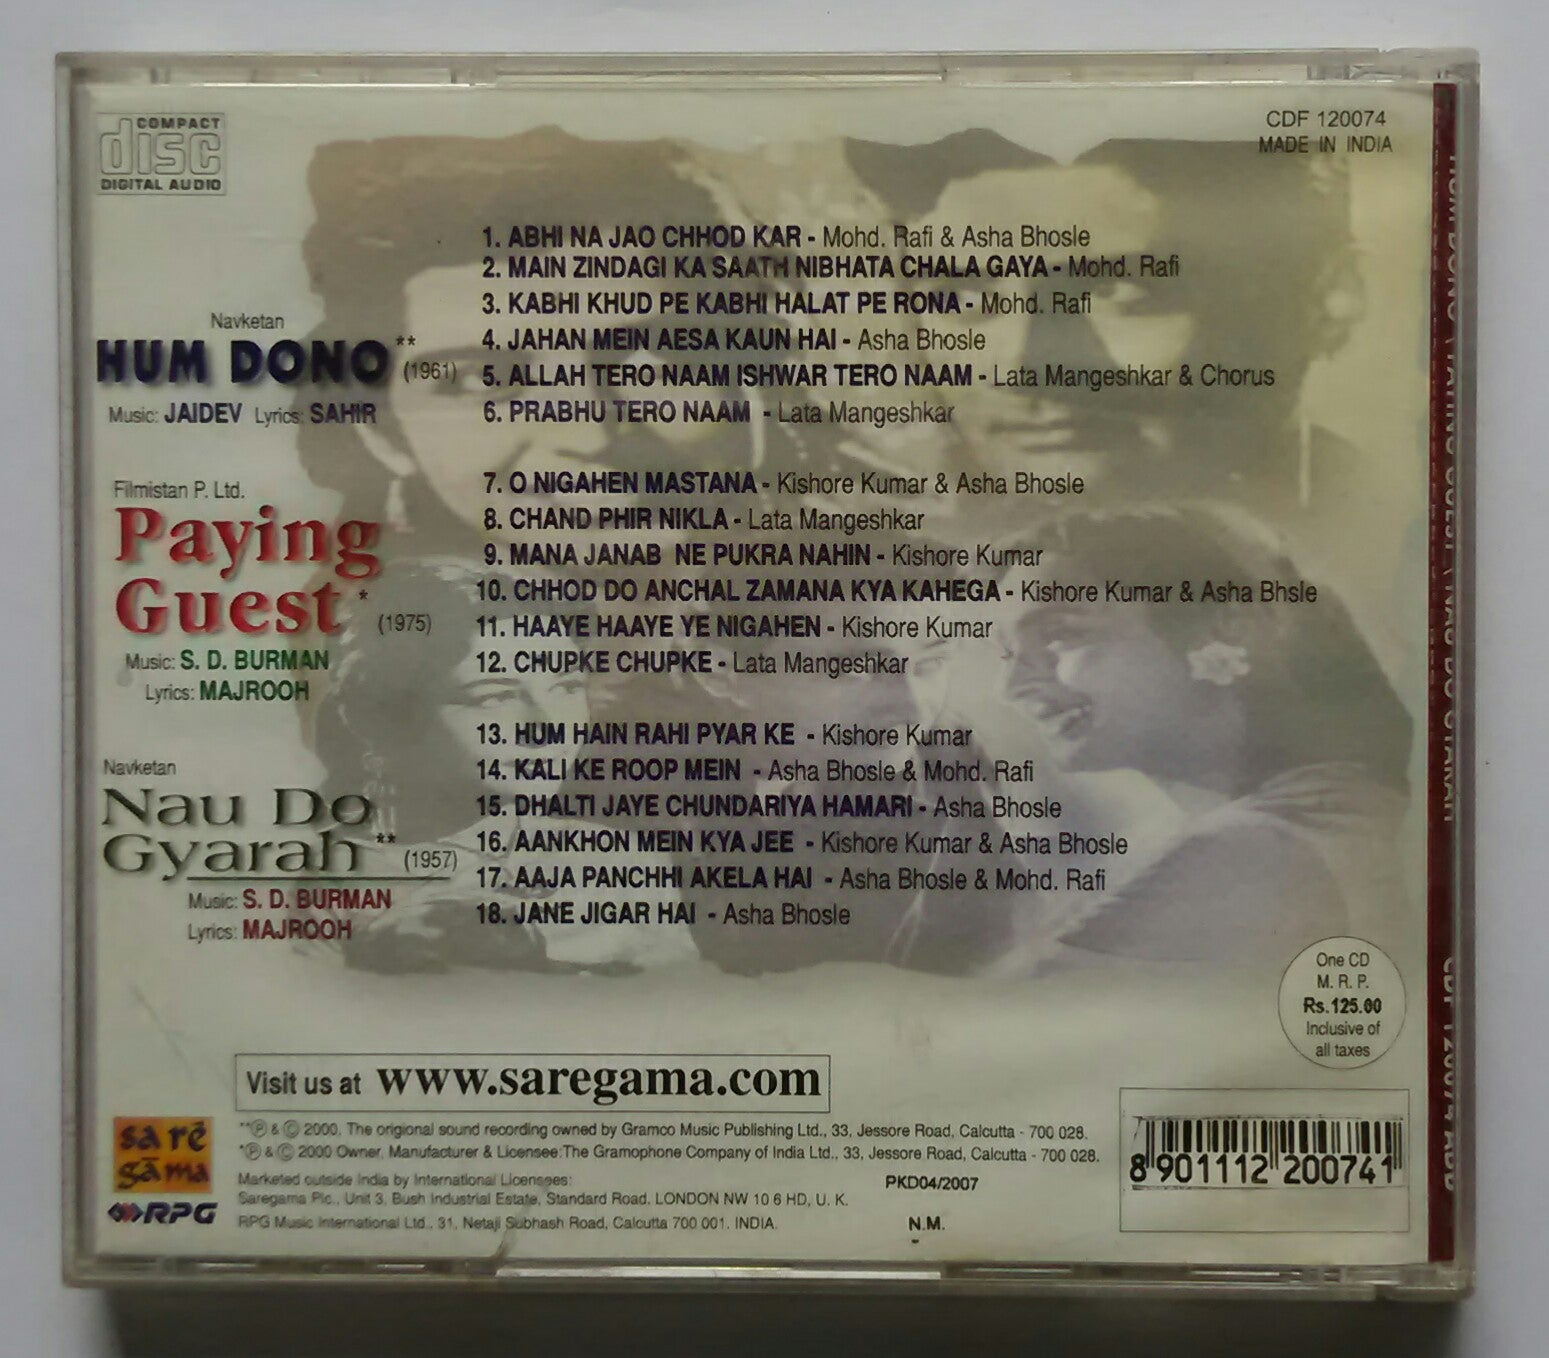 COMPACT
disc
DIGITAL AUDIO
CDF 120074
MADE IN INDIA
Navketan
HUM DONO** (1961)
Music: JAIDEV Lyrics: SAHIR
1. ABHI NA JAO CHHOD KAR - Mohd. Rafi & Asha Bhosle
2. MAIN ZINDAGI KA SAATH NIBHATA CHALA GAYA - Mohd. Rafi
3. KABHI KHUD PE KABHI HALAT PE RONA - Mohd. Rafi
4. JAHAN MEIN AESA KAUN HAI - Asha Bhosle
5. ALLAH TERO NAAM ISHWAR TERO NAAM - Lata Mangeshkar & Chorus
6. PRABHU TERO NAAM - Lata Mangeshkar
Filmistan P. Ltd.
Paying
Guest* (1975)
Music: S. D. BURMAN
Lyrics: MAJROOH
7. O NIGAHEN MASTANA - Kishore Kumar & Asha Bhosle
8. CHAND PHIR NIKLA - Lata Mangeshkar
9. MANA JANAB NE PUKRA NAHIN - Kishore Kumar
10. CHHOD DO ANCHAL ZAMANA KYA KAHEGA - Kishore Kumar & Asha Bhsle
11. HAAYE HAAYE YE NIGAHEN - Kishore Kumar
12. CHUPKE CHUPKE - Lata Mangeshkar
Navketan
Nau Do
Gyarah** (1957)
Music: S. D. BURMAN
Lyrics: MAJROOH
13. HUM HAIN RAHI PYAR KE - Kishore Kumar
14. KALI KE ROOP MEIN - Asha Bhosle & Mohd. Rafi
15. DHALTI JAYE CHUNDARIYA HAMARI - Asha Bhosle
16. AANKHON MEIN KYA JEE - Kishore Kumar & Asha Bhosle
17. AAJA PANCHHI AKELA HAI - Asha Bhosle & Mohd. Rafi
18. JANE JIGAR HAI - Asha Bhosle
One CD
M. R. P.
Rs.125.00
Inclusive of
all taxes
Visit us at www.saregama.com
sa rē
gāma
RPG
**Ⓟ & Ⓒ 2000, The origional sound recording owned by Gramco Music Publishing Ltd., 33, Jessore Road, Calcutta - 700 028.
*Ⓟ & Ⓒ 2000 Owner, Manufacturer & Licensee:The Gramophone Company of India Ltd., 33, Jessore Road, Calcutta - 700 028.
Marketed outside India by International Licensees:
Saregama Plc., Unit 3, Bush Industrial Estate, Standard Road, LONDON NW 10 6 HD, U. K.
RPG Music International Ltd., 31, Netaji Subhash Road, Calcutta 700 001. INDIA.
PKD04/2007
N.M.
8 901112 200741
HUM DONO \ PAYING GUEST \ NAU DO GYARAH
CDF 120074 ADD